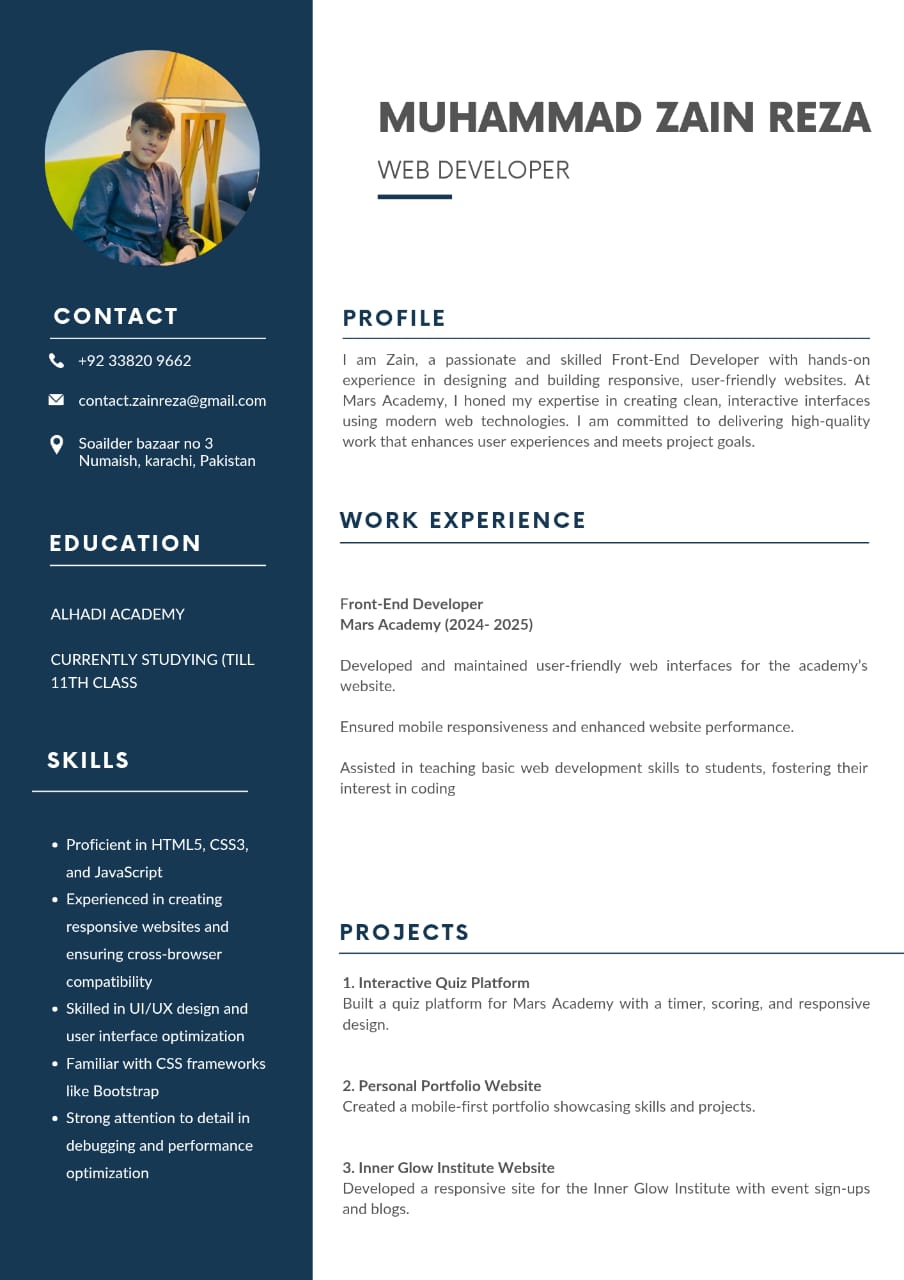 MUHAMMAD ZAIN REZA
WEB DEVELOPER
CONTACT
+92 33820 9662
contact.zainreza@gmail.com
Soailder bazaar no 3
Numaish, karachi, Pakistan
EDUCATION
ALHADI ACADEMY
CURRENTLY STUDYING (TILL
11TH CLASS
SKILLS
• Proficient in HTML5, CSS3,
and JavaScript
• Experienced in creating
responsive websites and
ensuring cross-browser
compatibility
• Skilled in UI/UX design and
user interface optimization
• Familiar with CSS frameworks
like Bootstrap
• Strong attention to detail in
debugging and performance
optimization
PROFILE
I am Zain, a passionate and skilled Front-End Developer with hands-on
experience in designing and building responsive, user-friendly websites. At
Mars Academy, I honed my expertise in creating clean, interactive interfaces
using modern web technologies. I am committed to delivering high-quality
work that enhances user experiences and meets project goals.
WORK EXPERIENCE
Front-End Developer
Mars Academy (2024- 2025)
Developed and maintained user-friendly web interfaces for the academy's
website.
Ensured mobile responsiveness and enhanced website performance.
Assisted in teaching basic web development skills to students, fostering their
interest in coding
PROJECTS
1. Interactive Quiz Platform
Built a quiz platform for Mars Academy with a timer, scoring, and responsive
design.
2. Personal Portfolio Website
Created a mobile-first portfolio showcasing skills and projects.
3. Inner Glow Institute Website
Developed a responsive site for the Inner Glow Institute with event sign-ups
and blogs.